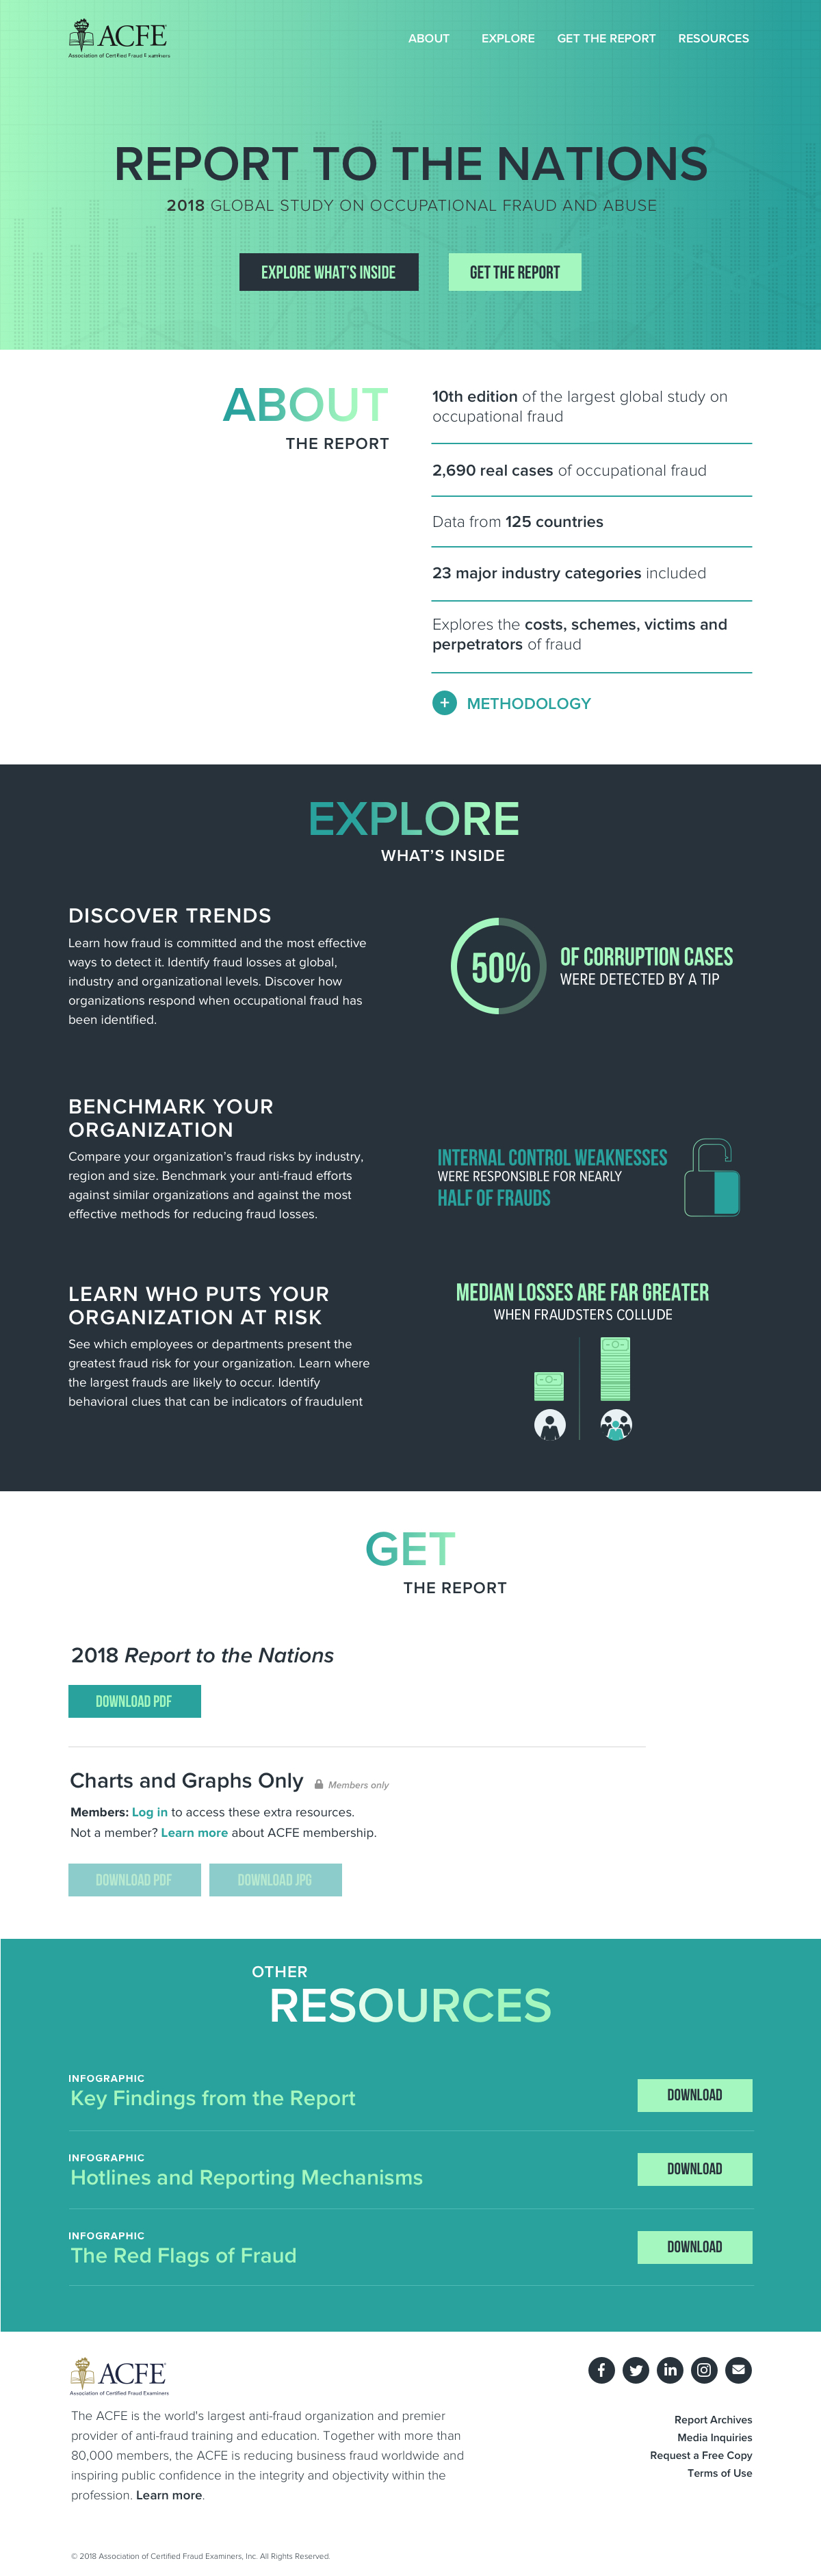 ACFE
Association of Certified Fraud Examiners
ABOUT EXPLORE GET THE REPORT RESOURCES
REPORT TO THE NATIONS
2018 GLOBAL STUDY ON OCCUPATIONAL FRAUD AND ABUSE
EXPLORE WHAT'S INSIDE
GET THE REPORT
ABOUT
THE REPORT
10th edition of the largest global study on
occupational fraud
2,690 real cases of occupational fraud
Data from 125 countries
23 major industry categories included
Explores the costs, schemes, victims and
perpetrators of fraud
+ METHODOLOGY
EXPLORE
WHAT'S INSIDE
DISCOVER TRENDS
Learn how fraud is committed and the most effective
ways to detect it. Identify fraud losses at global,
industry and organizational levels. Discover how
organizations respond when occupational fraud has
been identified.
50%
OF CORRUPTION CASES
WERE DETECTED BY A TIP
BENCHMARK YOUR
ORGANIZATION
Compare your organization's fraud risks by industry,
region and size. Benchmark your anti-fraud efforts
against similar organizations and against the most
effective methods for reducing fraud losses.
INTERNAL CONTROL WEAKNESSES
WERE RESPONSIBLE FOR NEARLY
HALF OF FRAUDS
LEARN WHO PUTS YOUR
ORGANIZATION AT RISK
See which employees or departments present the
greatest fraud risk for your organization. Learn where
the largest frauds are likely to occur. Identify
behavioral clues that can be indicators of fraudulent
MEDIAN LOSSES ARE FAR GREATER
WHEN FRAUDSTERS COLLUDE
GET
THE REPORT
2018 Report to the Nations
DOWNLOAD PDF
Charts and Graphs Only Members only
Members: Log in to access these extra resources.
Not a member? Learn more about ACFE membership.
DOWNLOAD PDF
DOWNLOAD JPG
OTHER
RESOURCES
INFOGRAPHIC
Key Findings from the Report
DOWNLOAD
INFOGRAPHIC
Hotlines and Reporting Mechanisms
DOWNLOAD
INFOGRAPHIC
The Red Flags of Fraud
DOWNLOAD
ACFE
Association of Certified Fraud Examiners
The ACFE is the world's largest anti-fraud organization and premier
provider of anti-fraud training and education. Together with more than
80,000 members, the ACFE is reducing business fraud worldwide and
inspiring public confidence in the integrity and objectivity within the
profession. Learn more.
Report Archives
Media Inquiries
Request a Free Copy
Terms of Use
© 2018 Association of Certified Fraud Examiners, Inc. All Rights Reserved.